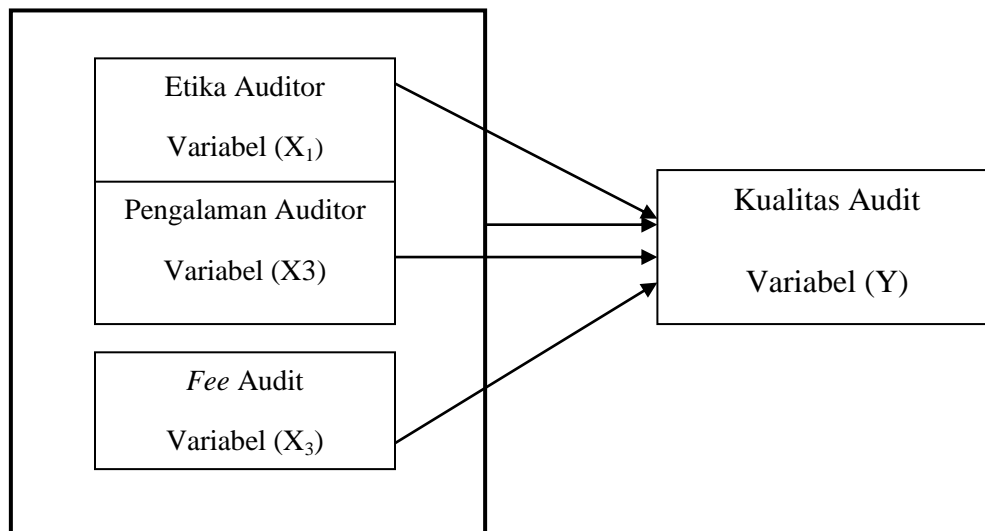 Etika Auditor
Variabel (X₁)
Pengalaman Auditor
Variabel (X3)
Fee Audit
Variabel (X₃)
Kualitas Audit
Variabel (Y)